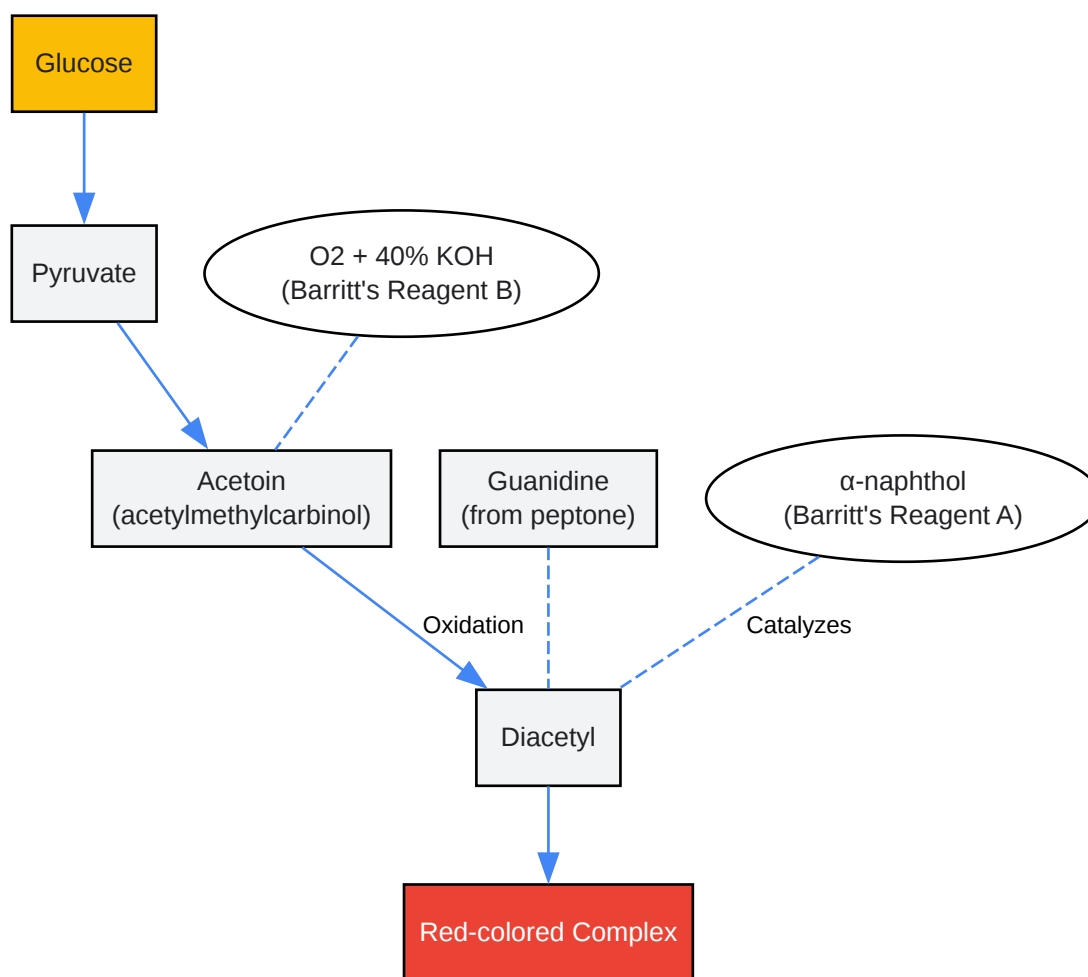 Glucose
Pyruvate
O2 + 40% KOH
(Barritt's Reagent B)
Acetoin
(acetylmethylcarbinol)
Guanidine
(from peptone)
α-naphthol
(Barritt's Reagent A)
Oxidation
Catalyzes
Diacetyl
Red-colored Complex